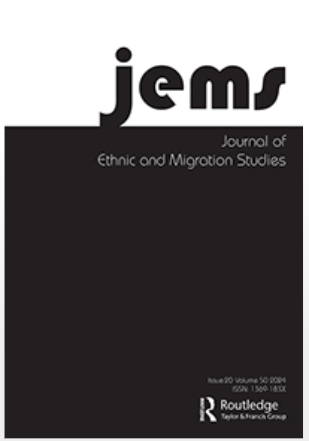 jems
Journal of
Ethnic and Migration Studies
Issue 20 Volume 50 2024
ISSN: 1369-183X
ROUTLEDGE
Routledge
Taylor & Francis Group